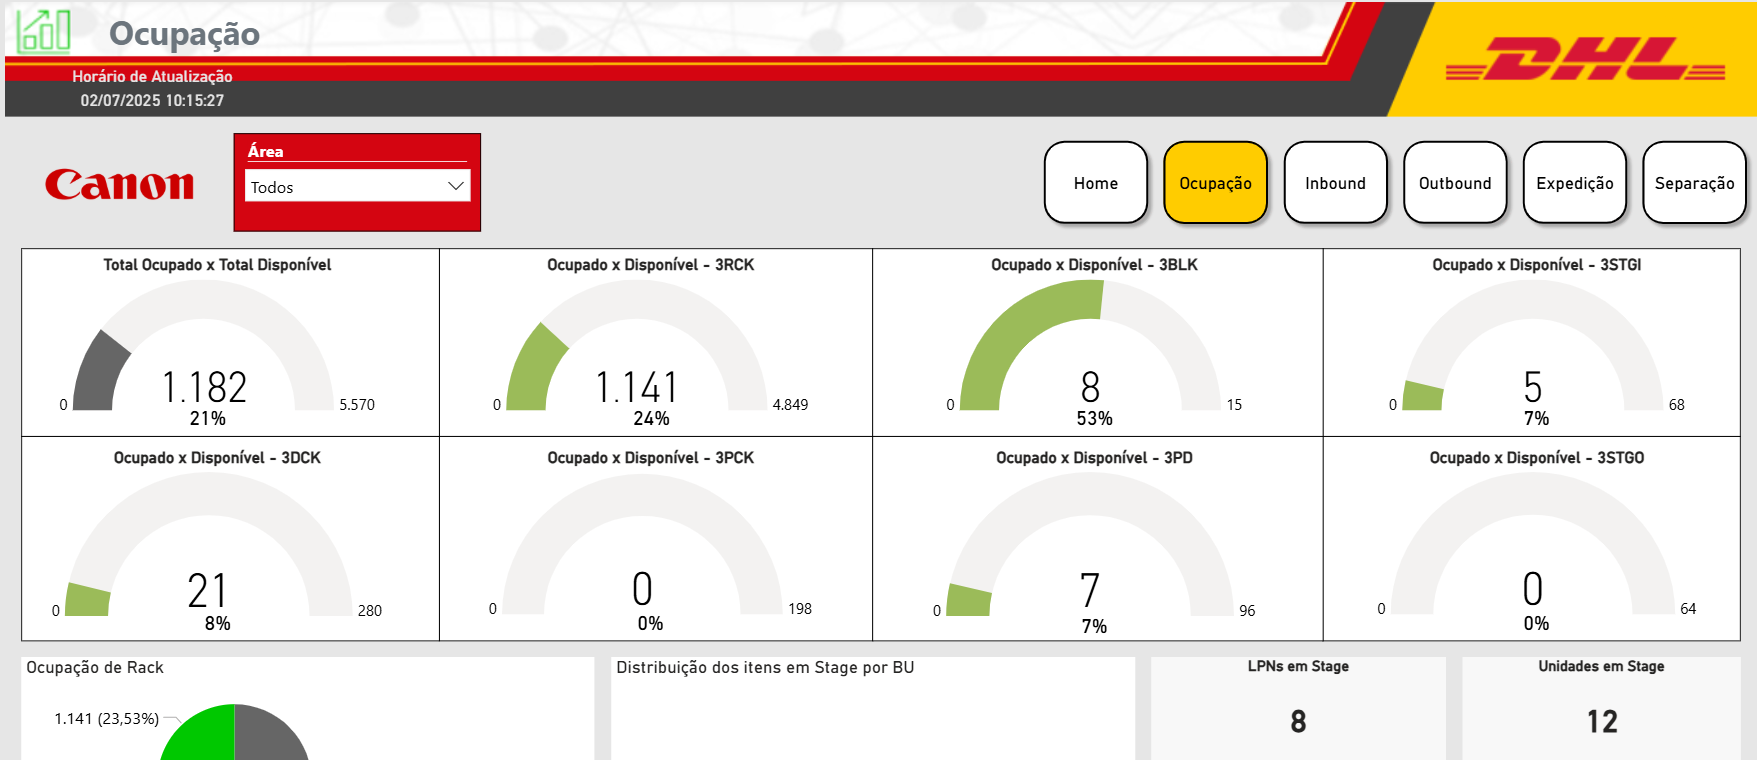 Ocupação
Horário de Atualização
02/07/2025 10:15:27
DHL
Canon
Área
Todos
Home
Ocupação
Inbound
Outbound
Expedição
Separação
Total Ocupado x Total Disponível
0
1.182
21%
5.570
Ocupado x Disponível - 3RCK
0
1.141
24%
4.849
Ocupado x Disponível - 3BLK
0
8
53%
15
Ocupado x Disponível - 3STGI
0
5
7%
68
Ocupado x Disponível - 3DCK
0
21
8%
280
Ocupado x Disponível - 3PCK
0
0
0%
198
Ocupado x Disponível - 3PD
0
7
7%
96
Ocupado x Disponível - 3STGO
0
0
0%
64
Ocupação de Rack
1.141 (23,53%)
Distribuição dos itens em Stage por BU
LPNs em Stage
8
Unidades em Stage
12